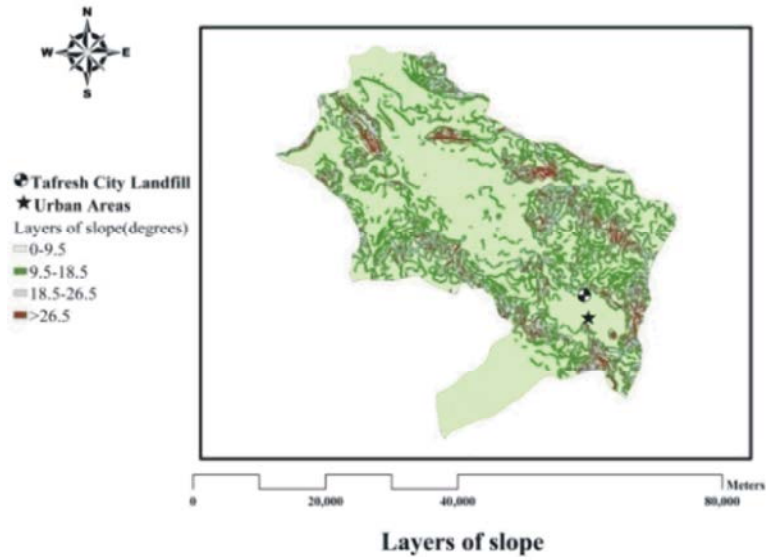 N
W E
S
Tafresh City Landfill
Urban Areas
Layers of slope(degrees)
0-9.5
9.5-18.5
18.5-26.5
>26.5
Meters
0 20,000 40,000 80,000
Layers of slope